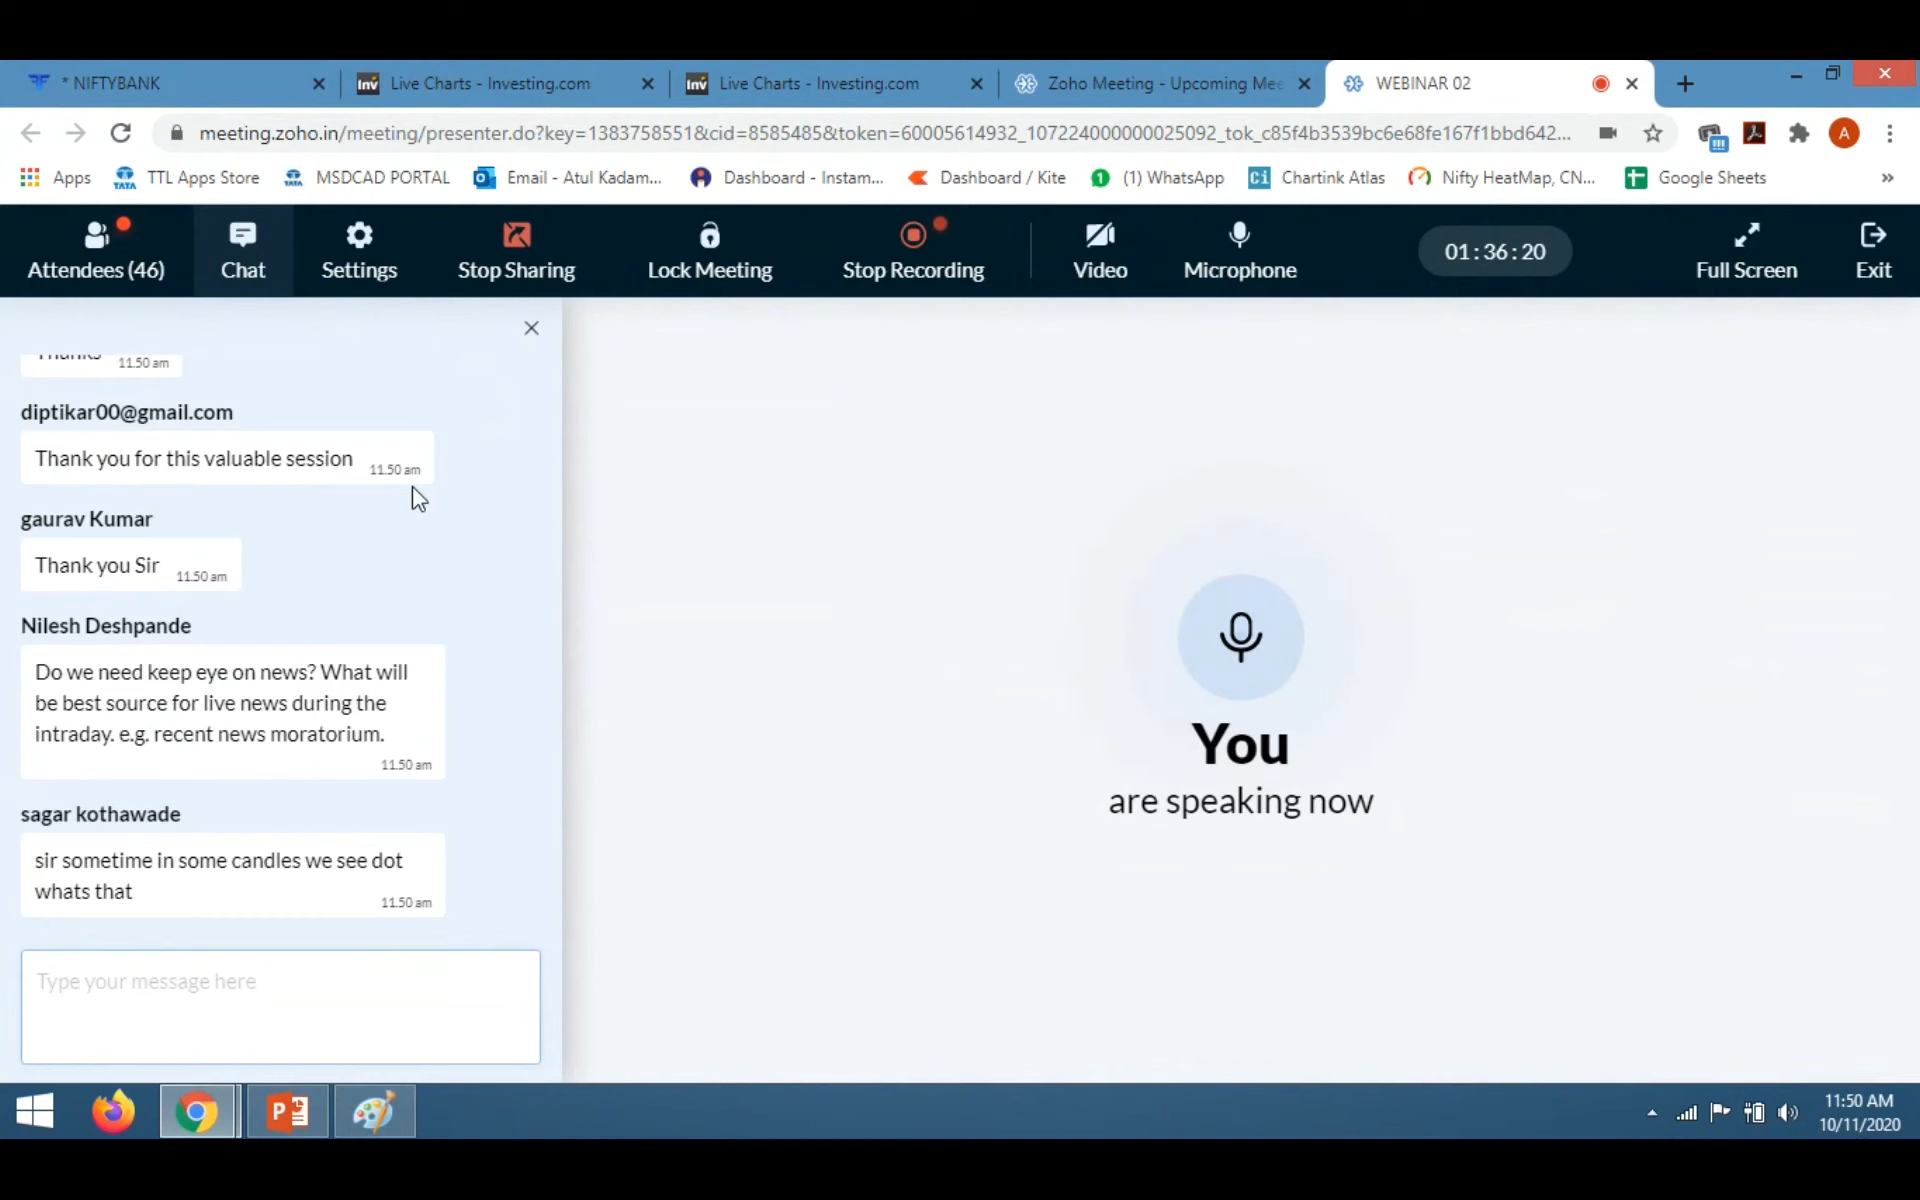 * NIFTYBANK
Inv Live Charts - Investing.com
Inv Live Charts - Investing.com
Zoho Meeting - Upcoming Mee
WEBINAR 02
meeting.zoho.in/meeting/presenter.do?key=1383758551&cid=8585485&token=60005614932_107224000000025092_tok_c85f4b3539bc6e68fe167f1bbd642...
A
Apps
TATA TTL Apps Store
TATA MSDCAD PORTAL
Email - Atul Kadam...
Dashboard - Instam...
Dashboard / Kite
(1) WhatsApp
Ci Chartink Atlas
Nifty HeatMap, CN...
Google Sheets
»
Attendees (46)
Chat
Settings
Stop Sharing
Lock Meeting
Stop Recording
Video
Microphone
01:36:20
Full Screen
Exit
Thanks 11.50 am
diptikar00@gmail.com
Thank you for this valuable session 11.50 am
gaurav Kumar
Thank you Sir 11.50 am
Nilesh Deshpande
Do we need keep eye on news? What will
be best source for live news during the
intraday. e.g. recent news moratorium.
11.50 am
sagar kothawade
sir sometime in some candles we see dot
whats that
11.50 am
Type your message here
You
are speaking now
11:50 AM
10/11/2020